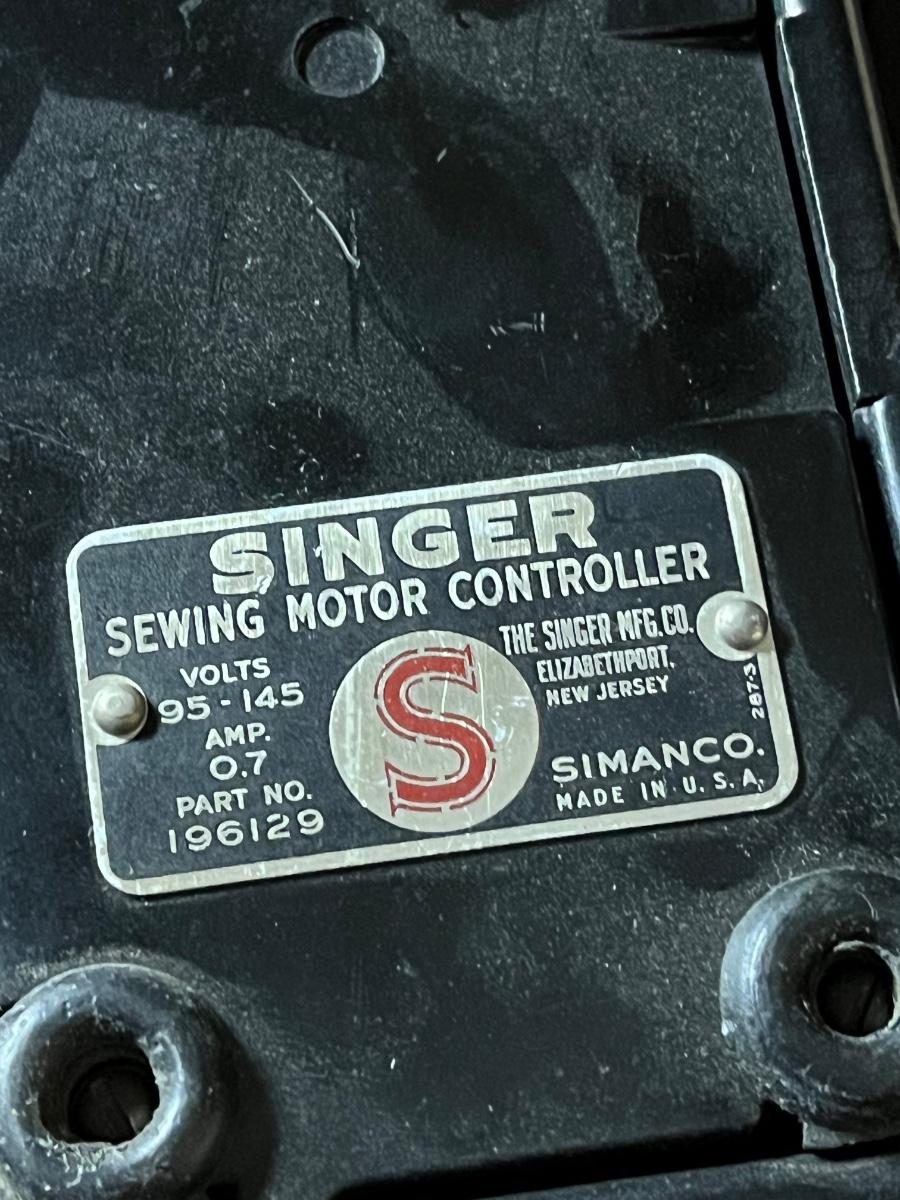 SINGER
SEWING MOTOR CONTROLLER
VOLTS
95-145
AMP.
0.7
PART NO.
196129
S
THE SINGER MFG. CO.
ELIZABETHPORT,
NEW JERSEY
SIMANCO.
MADE IN U.S.A.
287-3